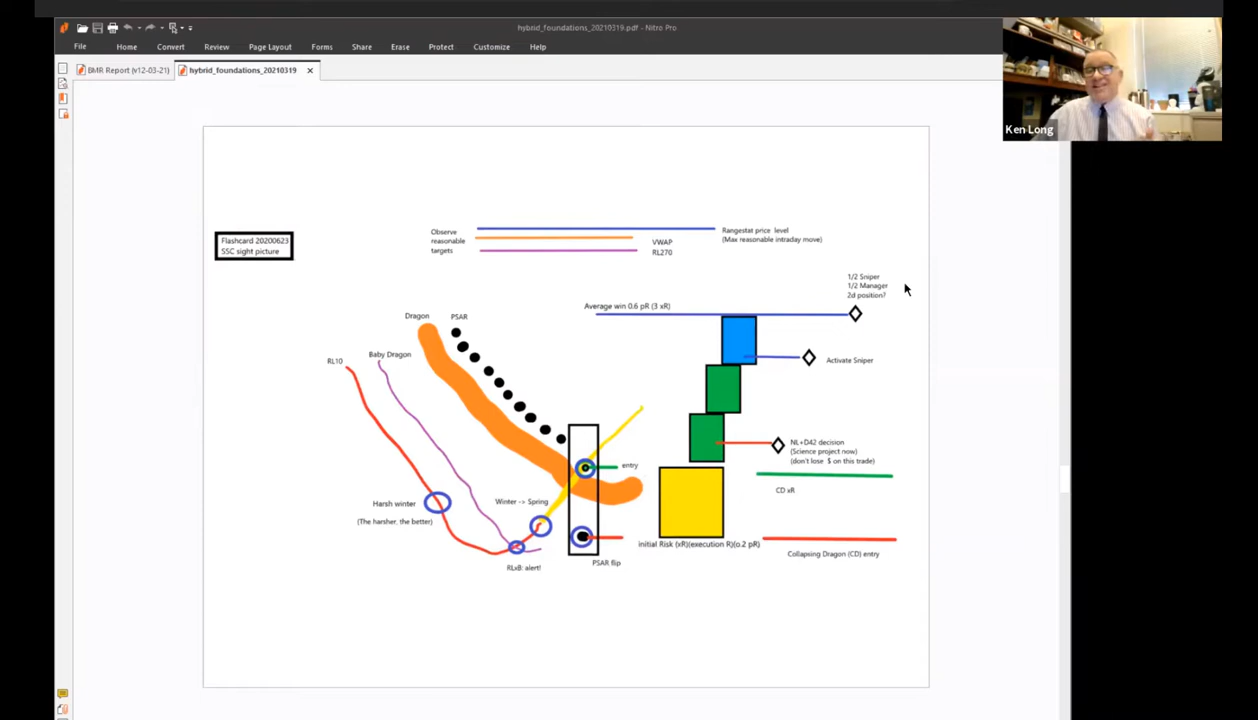 hybrid_foundations_20210319.pdf - Nitro Pro
File Home Convert Review Page Layout Forms Share Erase Protect Customize Help
BMR Report (v12-03-21)
hybrid_foundations_20210319
Ken Long
Flashcard 20200623
SSC sight picture
Observe
reasonable
targets
VWAP
RL270
Rangestat price level
(Max reasonable intraday move)
1/2 Sniper
1/2 Manager
2d position?
Average win 0.6 pR (3 xR)
Dragon
PSAR
Baby Dragon
RL10
Activate Sniper
NL+D42 decision
(Science project now)
(don't lose $ on this trade)
entry
CD xR
Harsh winter
(The harsher, the better)
Winter -> Spring
initial Risk (xR)(execution R)(o.2 pR)
Collapsing Dragon (CD) entry
PSAR flip
RLxB: alert!